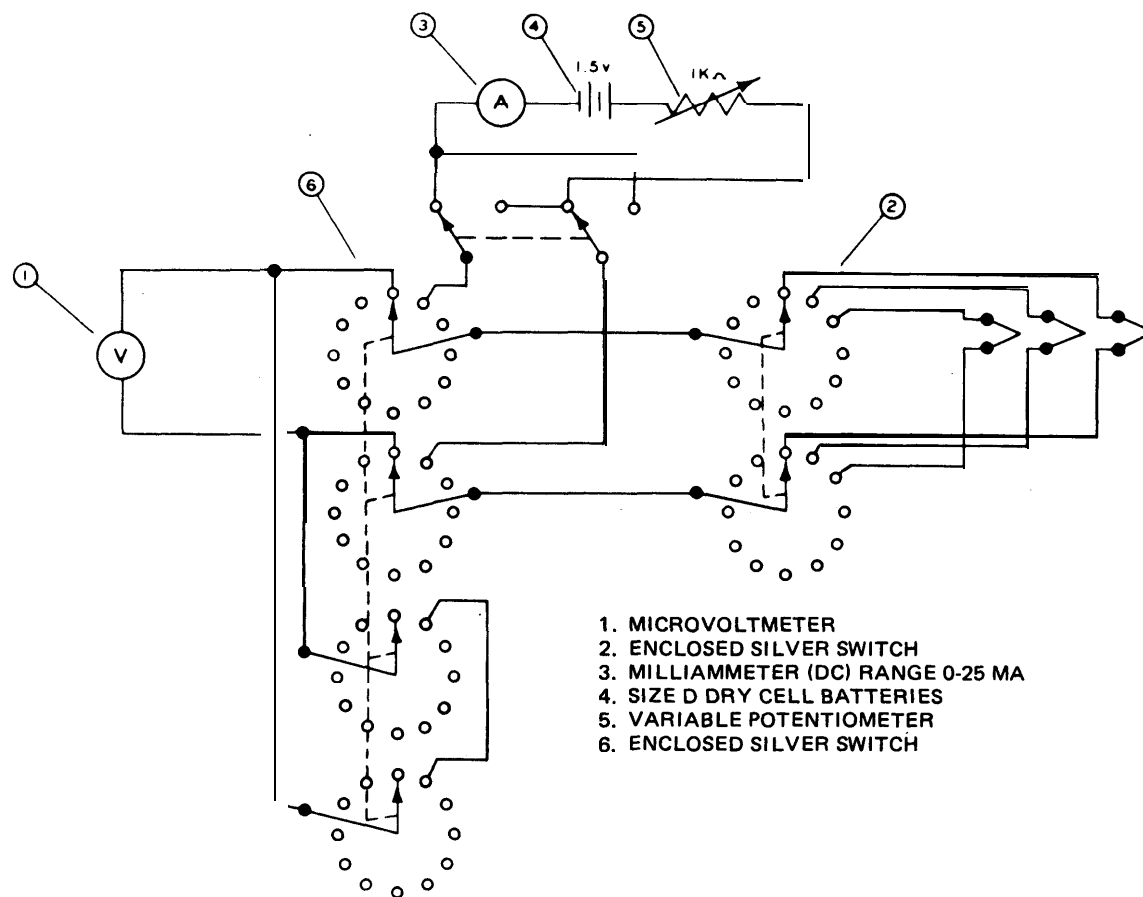 3
4
5
1.5 v
1KΩ
A
6
2
1
V
1. MICROVOLTMETER
2. ENCLOSED SILVER SWITCH
3. MILLIAMMETER (DC) RANGE 0-25 MA
4. SIZE D DRY CELL BATTERIES
5. VARIABLE POTENTIOMETER
6. ENCLOSED SILVER SWITCH